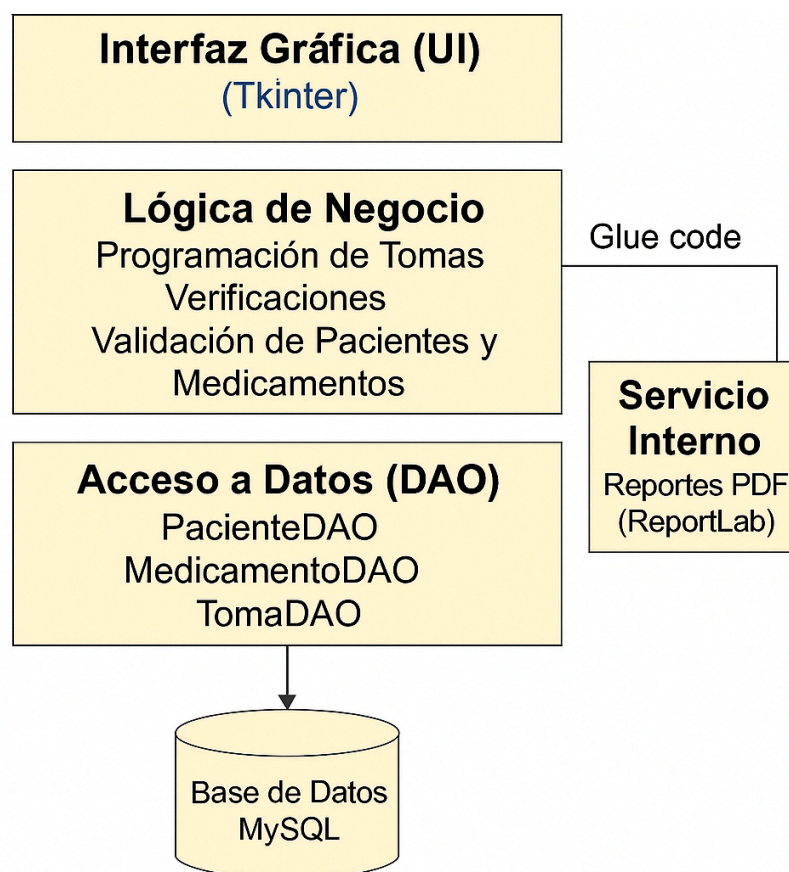 Interfaz Gráfica (UI)
(Tkinter)
Lógica de Negocio
Programación de Tomas
Verificaciones
Validación de Pacientes y
Medicamentos
Glue code
Servicio
Interno
Reportes PDF
(ReportLab)
Acceso a Datos (DAO)
PacienteDAO
MedicamentoDAO
TomaDAO
Base de Datos
MySQL